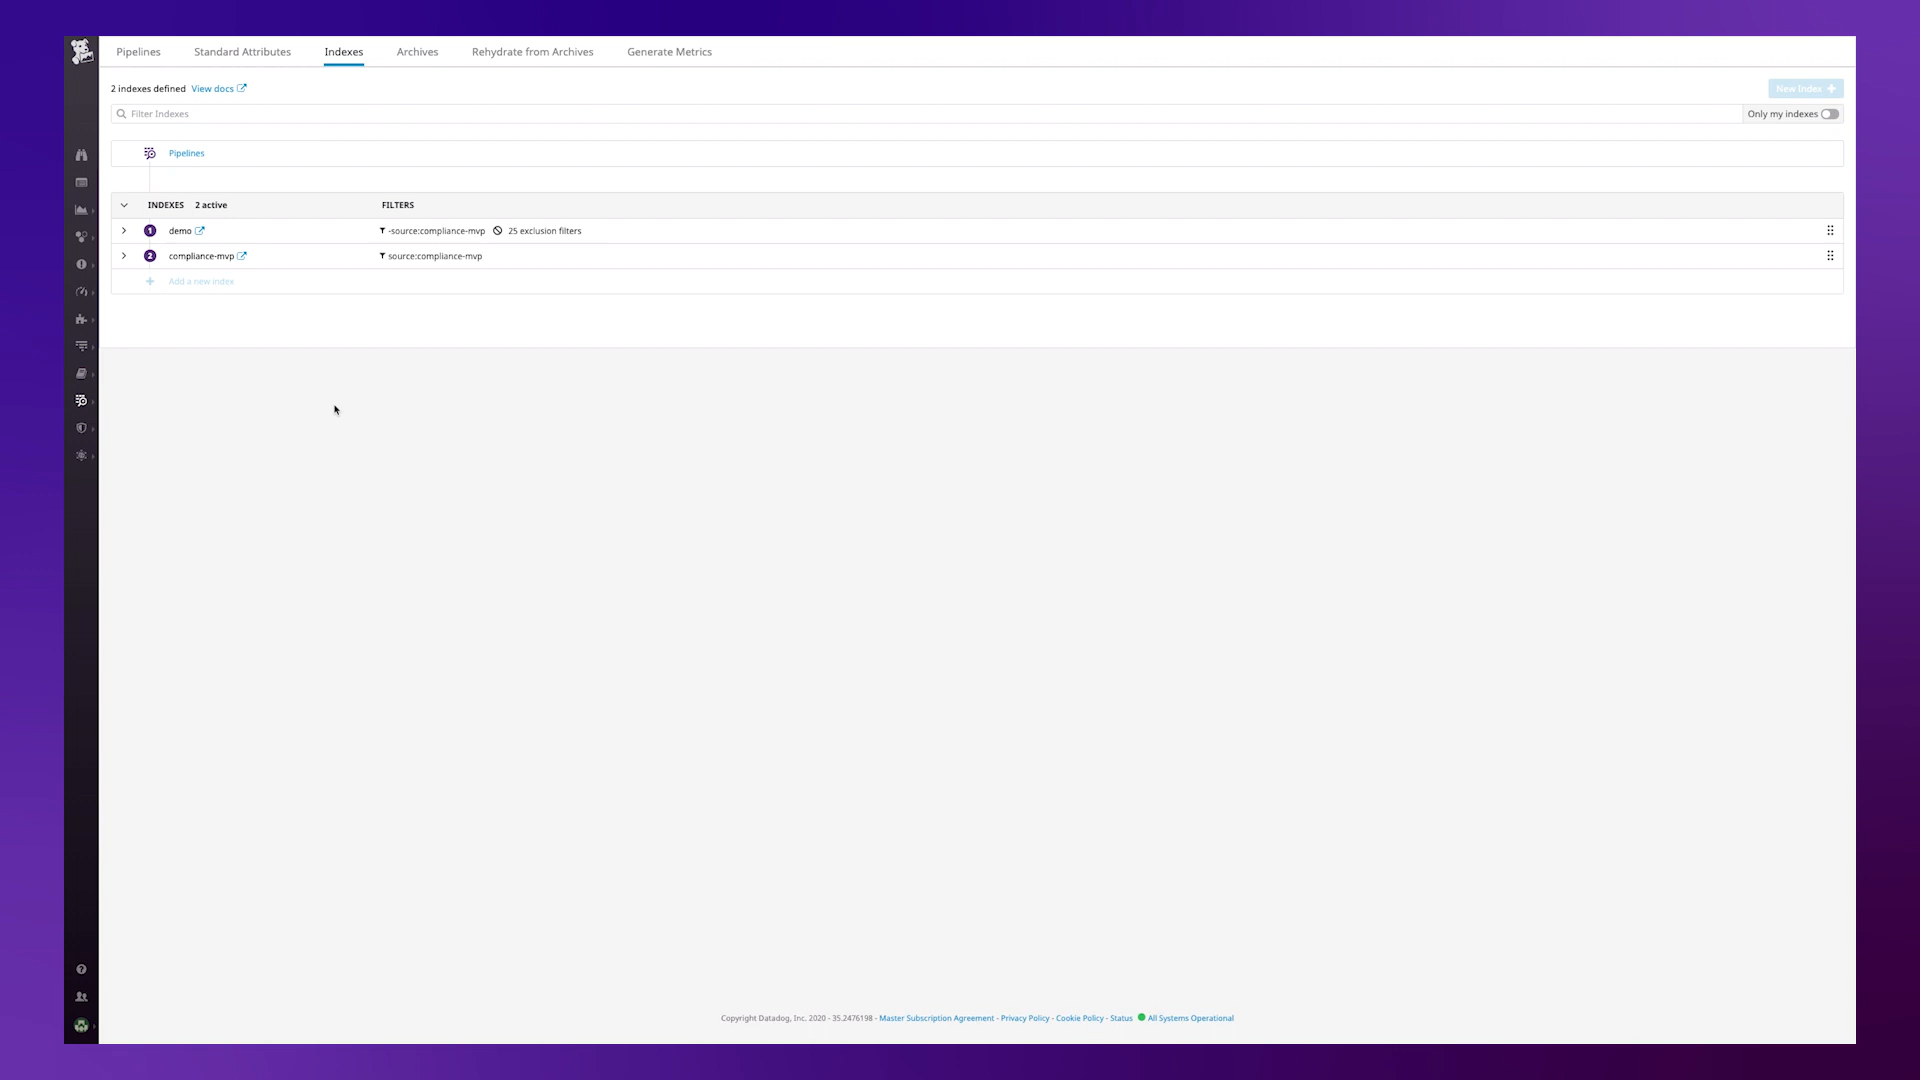 Pipelines Standard Attributes Indexes Archives Rehydrate from Archives Generate Metrics
2 indexes defined View docs New Index
Filter Indexes Only my indexes
Pipelines
INDEXES 2 active FILTERS
1 demo -source:compliance-mvp 25 exclusion filters
2 compliance-mvp source:compliance-mvp
Add a new index
Copyright Datadog, Inc. 2020 - 35.2476198 - Master Subscription Agreement - Privacy Policy - Cookie Policy - Status All Systems Operational